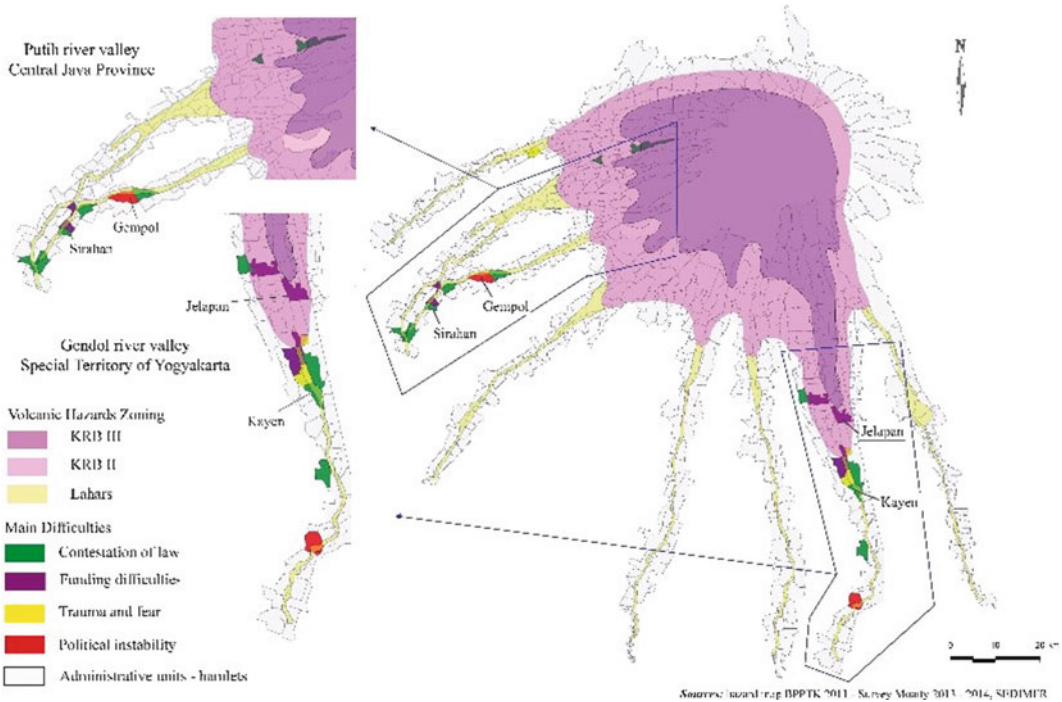 Putih river valley
Central Java Province
Gempol
Sirahan
Jelapan
Gendol river valley
Special Territory of Yogyakarta
Kayen
Volcanic Hazards Zoning
KRB III
KRB II
Lahars
Main Difficulties
Contestation of law
Funding difficulties
Trauma and fear
Political instability
Administrative units - hamlets
N
Gempol
Sirahan
Jelapan
Kayen
0 10 20 km
Sources: hazard map BPPTK 2011 - Survey 2013 - 2014, SEDIMER